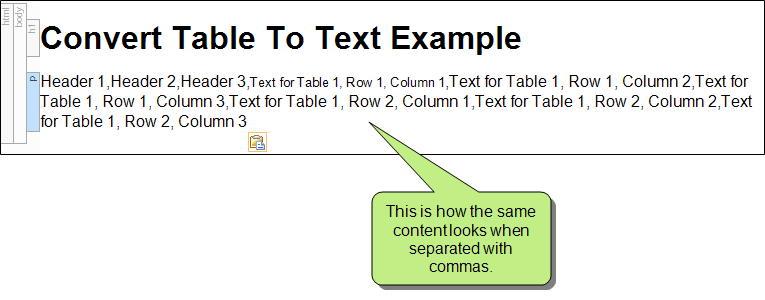 html
body
h1
Convert Table To Text Example
p
Header 1,Header 2,Header 3,Text for Table 1, Row 1, Column 1,Text for Table 1, Row 1, Column 2,Text for
Table 1, Row 1, Column 3,Text for Table 1, Row 2, Column 1,Text for Table 1, Row 2, Column 2,Text
for Table 1, Row 2, Column 3
This is how the same
content looks when
separated with
commas.